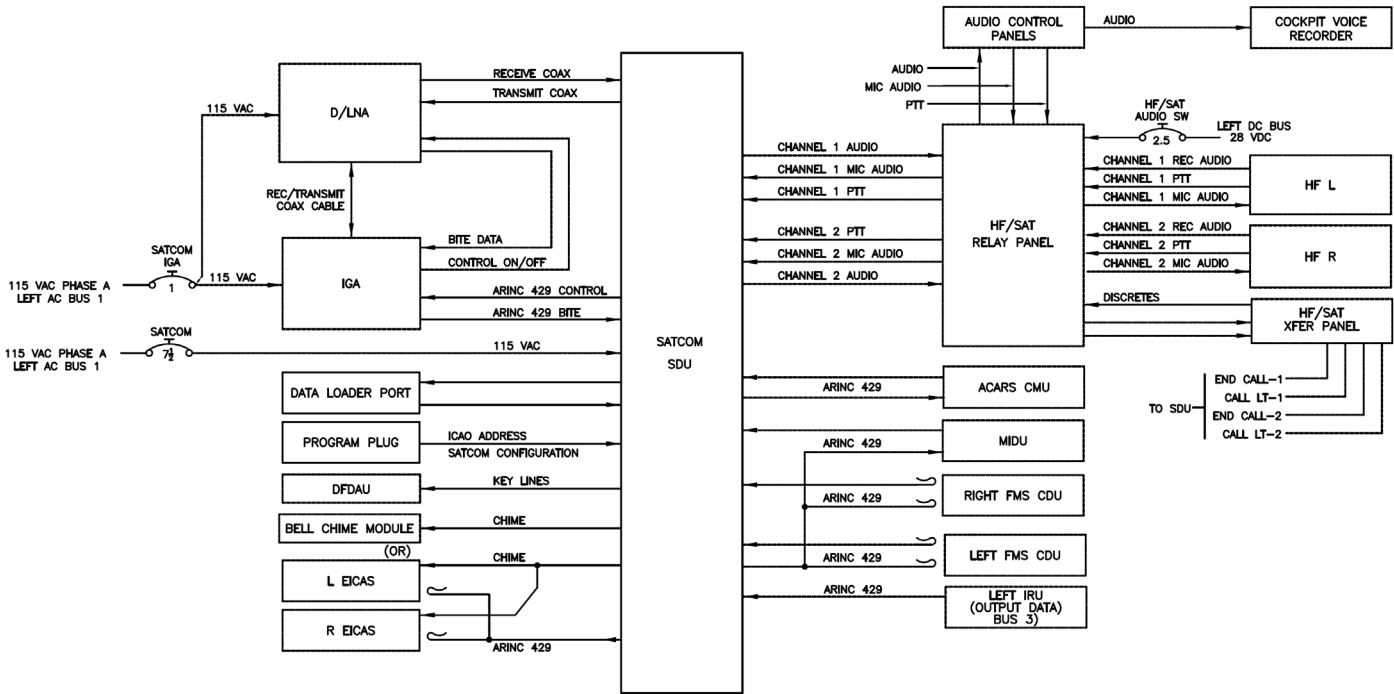 AUDIO CONTROL
PANELS
AUDIO
COCKPIT VOICE
RECORDER
AUDIO
MIC AUDIO
PTT
115 VAC
D/LNA
RECEIVE COAX
TRANSMIT COAX
REC/TRANSMIT
COAX CABLE
BITE DATA
CONTROL ON/OFF
SATCOM
IGA
1
115 VAC
115 VAC PHASE A
LEFT AC BUS 1
IGA
ARINC 429 CONTROL
ARINC 429 BITE
SATCOM
7½
115 VAC PHASE A
LEFT AC BUS 1
115 VAC
DATA LOADER PORT
PROGRAM PLUG
ICAO ADDRESS
SATCOM CONFIGURATION
DFDAU
KEY LINES
BELL CHIME MODULE
CHIME
(OR)
CHIME
L EICAS
R EICAS
ARINC 429
SATCOM
SDU
CHANNEL 1 AUDIO
CHANNEL 1 MIC AUDIO
CHANNEL 1 PTT
CHANNEL 2 PTT
CHANNEL 2 MIC AUDIO
CHANNEL 2 AUDIO
HF/SAT
RELAY PANEL
HF/SAT
AUDIO SW
2.5
LEFT DC BUS
28 VDC
CHANNEL 1 REC AUDIO
CHANNEL 1 PTT
CHANNEL 1 MIC AUDIO
HF L
CHANNEL 2 REC AUDIO
CHANNEL 2 PTT
CHANNEL 2 MIC AUDIO
HF R
DISCRETES
HF/SAT
XFER PANEL
TO SDU
END CALL-1
CALL LT-1
END CALL-2
CALL LT-2
ARINC 429
ACARS CMU
ARINC 429
MIDU
ARINC 429
RIGHT FMS CDU
ARINC 429
LEFT FMS CDU
ARINC 429
LEFT IRU
(OUTPUT DATA)
BUS 3)